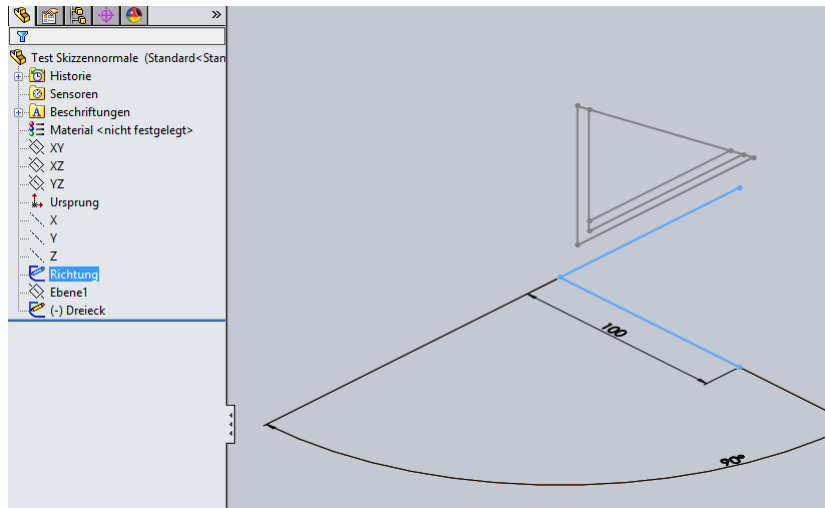 »
Test Skizzennormale (Standard<Stan
Historie
Sensoren
A Beschriftungen
Material <nicht festgelegt>
XY
XZ
YZ
Ursprung
X
Y
Z
Richtung
Ebene1
(-) Dreieck
100
90°